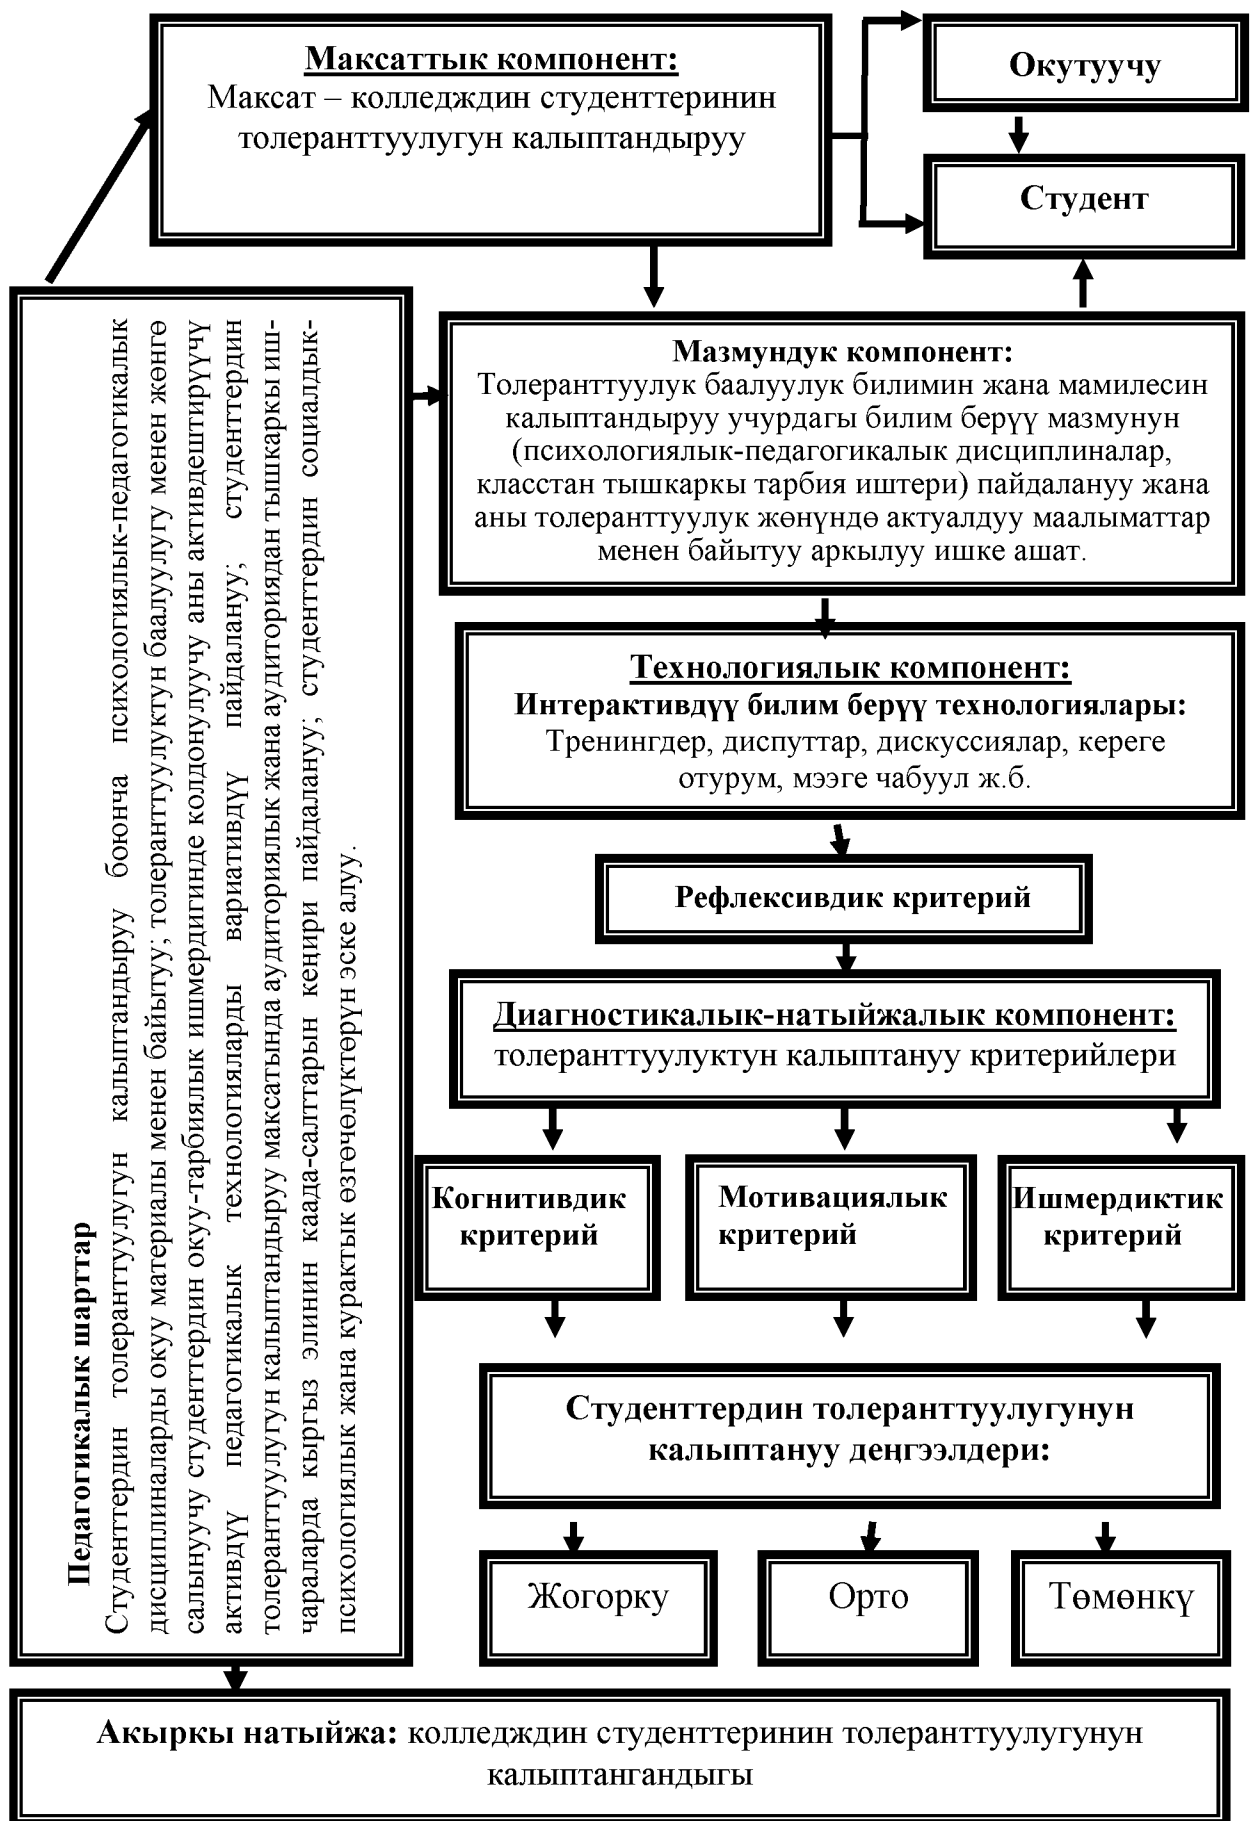 Максаттык компонент:
Максат – колледждин студенттеринин
толеранттуулугун калыптандыруу
Окутуучу
Студент
Педагогикалык шарттар
Студенттердин толеранттуулугун калыптандыруу боюнча психологиялык-педагогикалык
дисциплиналарды окуу материалы менен байытуу; толеранттуулуктун баалуулугу менен жөнгө
салынуучу студенттердин окуу-тарбиялык ишмердигинде колдонулуучу аны активдештирүүчү
активдүү педагогикалык технологияларды вариативдүү пайдалануу; студенттердин
толеранттуулугун калыптандыруу максатында аудиториялык жана аудиториядан тышкаркы иш-
чараларда кыргыз элинин каада-салттарын кеңири пайдалануу; студенттердин социалдык-
психологиялык жана курактык өзгөчөлүктөрүн эске алуу.
Мазмундук компонент:
Толеранттуулук баалуулук билимин жана мамилесин
калыптандыруу учурдагы билим берүү мазмунун
(психологиялык-педагогикалык дисциплиналар,
класстан тышкаркы тарбия иштери) пайдалануу жана
аны толеранттуулук жөнүндө актуалдуу маалыматтар
менен байытуу аркылуу ишке ашат.
Технологиялык компонент:
Интерактивдүү билим берүү технологиялары:
Тренингдер, диспуттар, дискуссиялар, кереге
отурум, мээге чабуул ж.б.
Рефлексивдик критерий
Диагностикалык-натыйжалык компонент:
толеранттуулуктун калыптануу критерийлери
Когнитивдик
критерий
Мотивациялык
критерий
Ишмердиктик
критерий
Студенттердин толеранттуулугунун
калыптануу деңгээлдери:
Жогорку
Орто
Төмөнкү
Акыркы натыйжа: колледждин студенттеринин толеранттуулугунун
калыптангандыгы